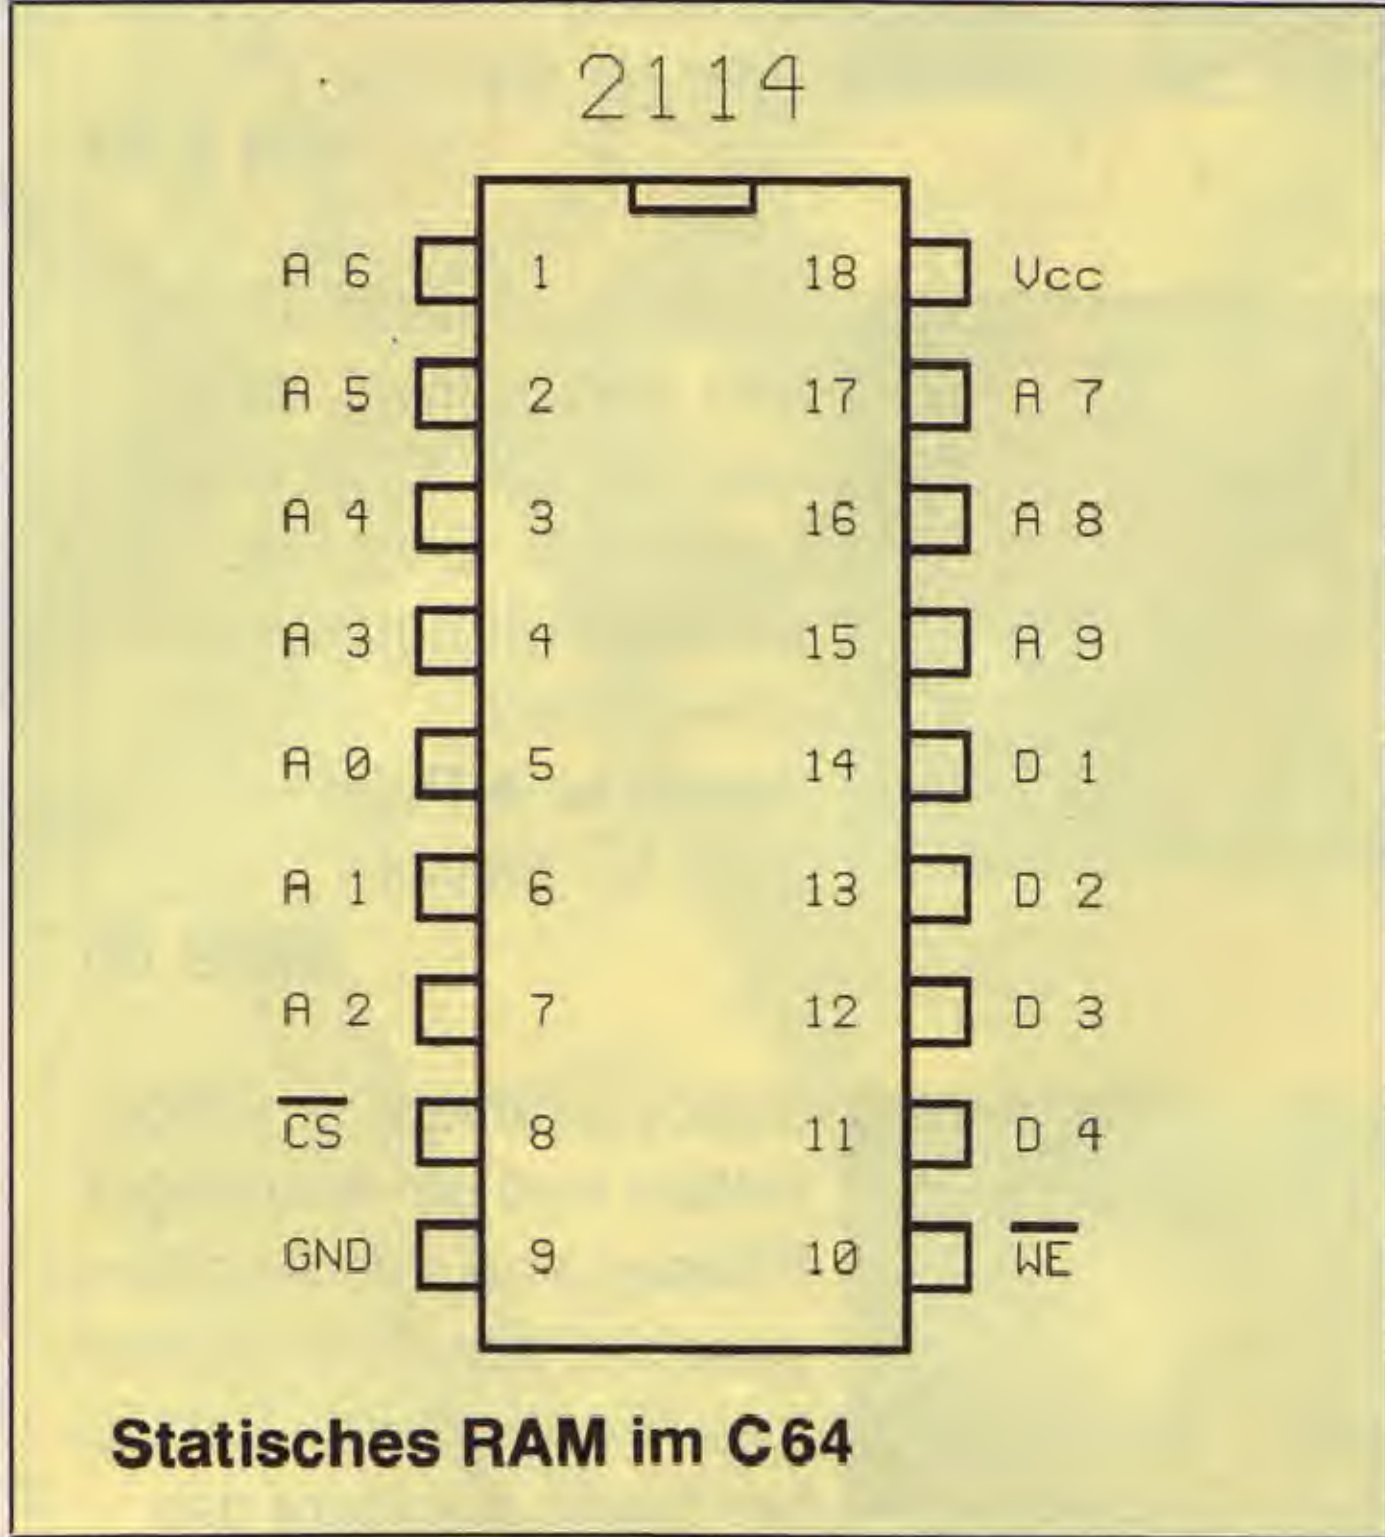 2114
A 6 1 18 Vcc
A 5 2 17 A 7
A 4 3 16 A 8
A 3 4 15 A 9
A 0 5 14 D 1
A 1 6 13 D 2
A 2 7 12 D 3
C̅S̅ 8 11 D 4
GND 9 10 W̅E̅
Statisches RAM im C64